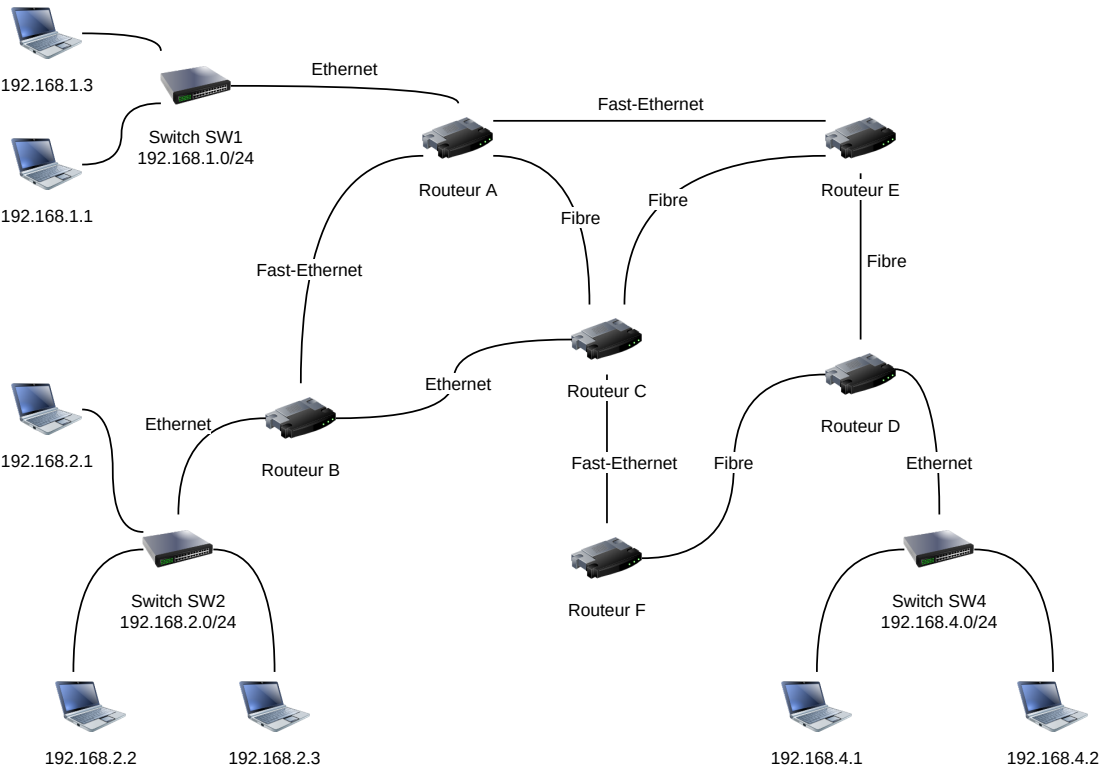 192.168.1.3
Ethernet
Fast-Ethernet
Switch SW1
192.168.1.0/24
Routeur A
Routeur E
192.168.1.1
Fibre
Fibre
Fast-Ethernet
Fibre
Ethernet
Routeur C
192.168.2.1
Ethernet
Routeur B
Routeur D
Fast-Ethernet
Fibre
Ethernet
Switch SW2
192.168.2.0/24
Routeur F
Switch SW4
192.168.4.0/24
192.168.2.2
192.168.2.3
192.168.4.1
192.168.4.2